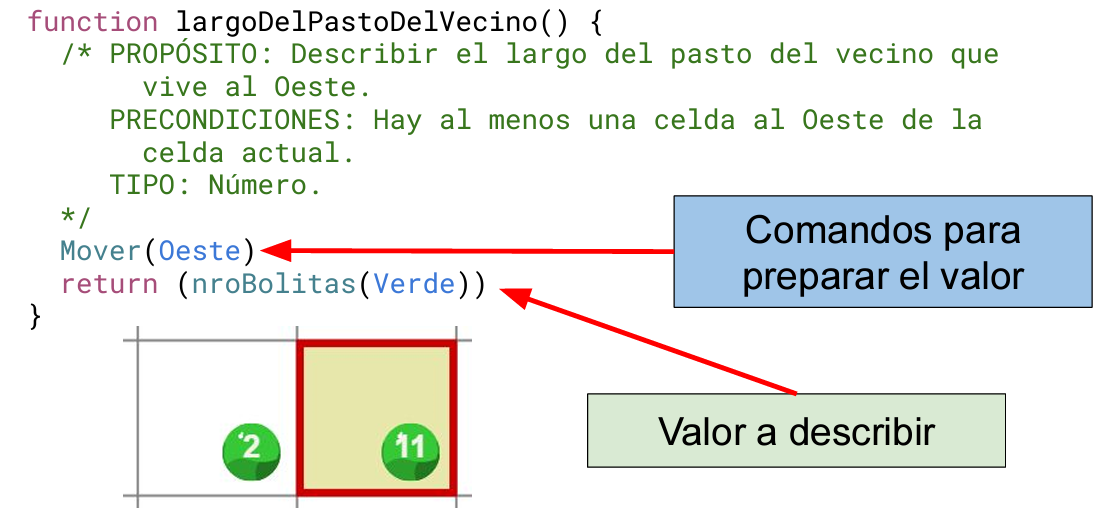 function largoDelPastoDelVecino() {
/* PROPÓSITO: Describir el largo del pasto del vecino que
vive al Oeste.
PRECONDICIONES: Hay al menos una celda al Oeste de la
celda actual.
TIPO: Número.
*/
Mover(Oeste)
return (nroBolitas(Verde))
}
Comandos para
preparar el valor
Valor a describir
2
11